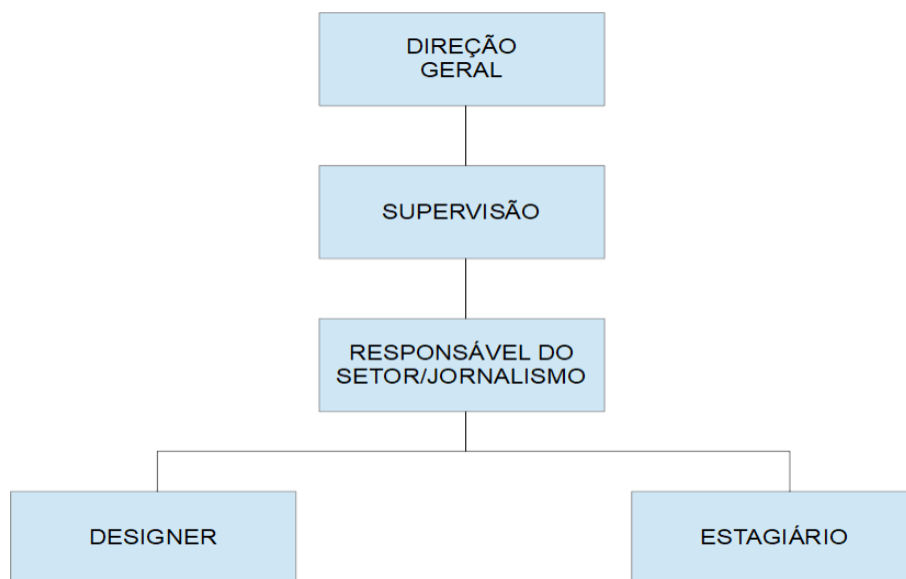 DIREÇÃO
GERAL
SUPERVISÃO
RESPONSÁVEL DO
SETOR/JORNALISMO
DESIGNER
ESTAGIÁRIO